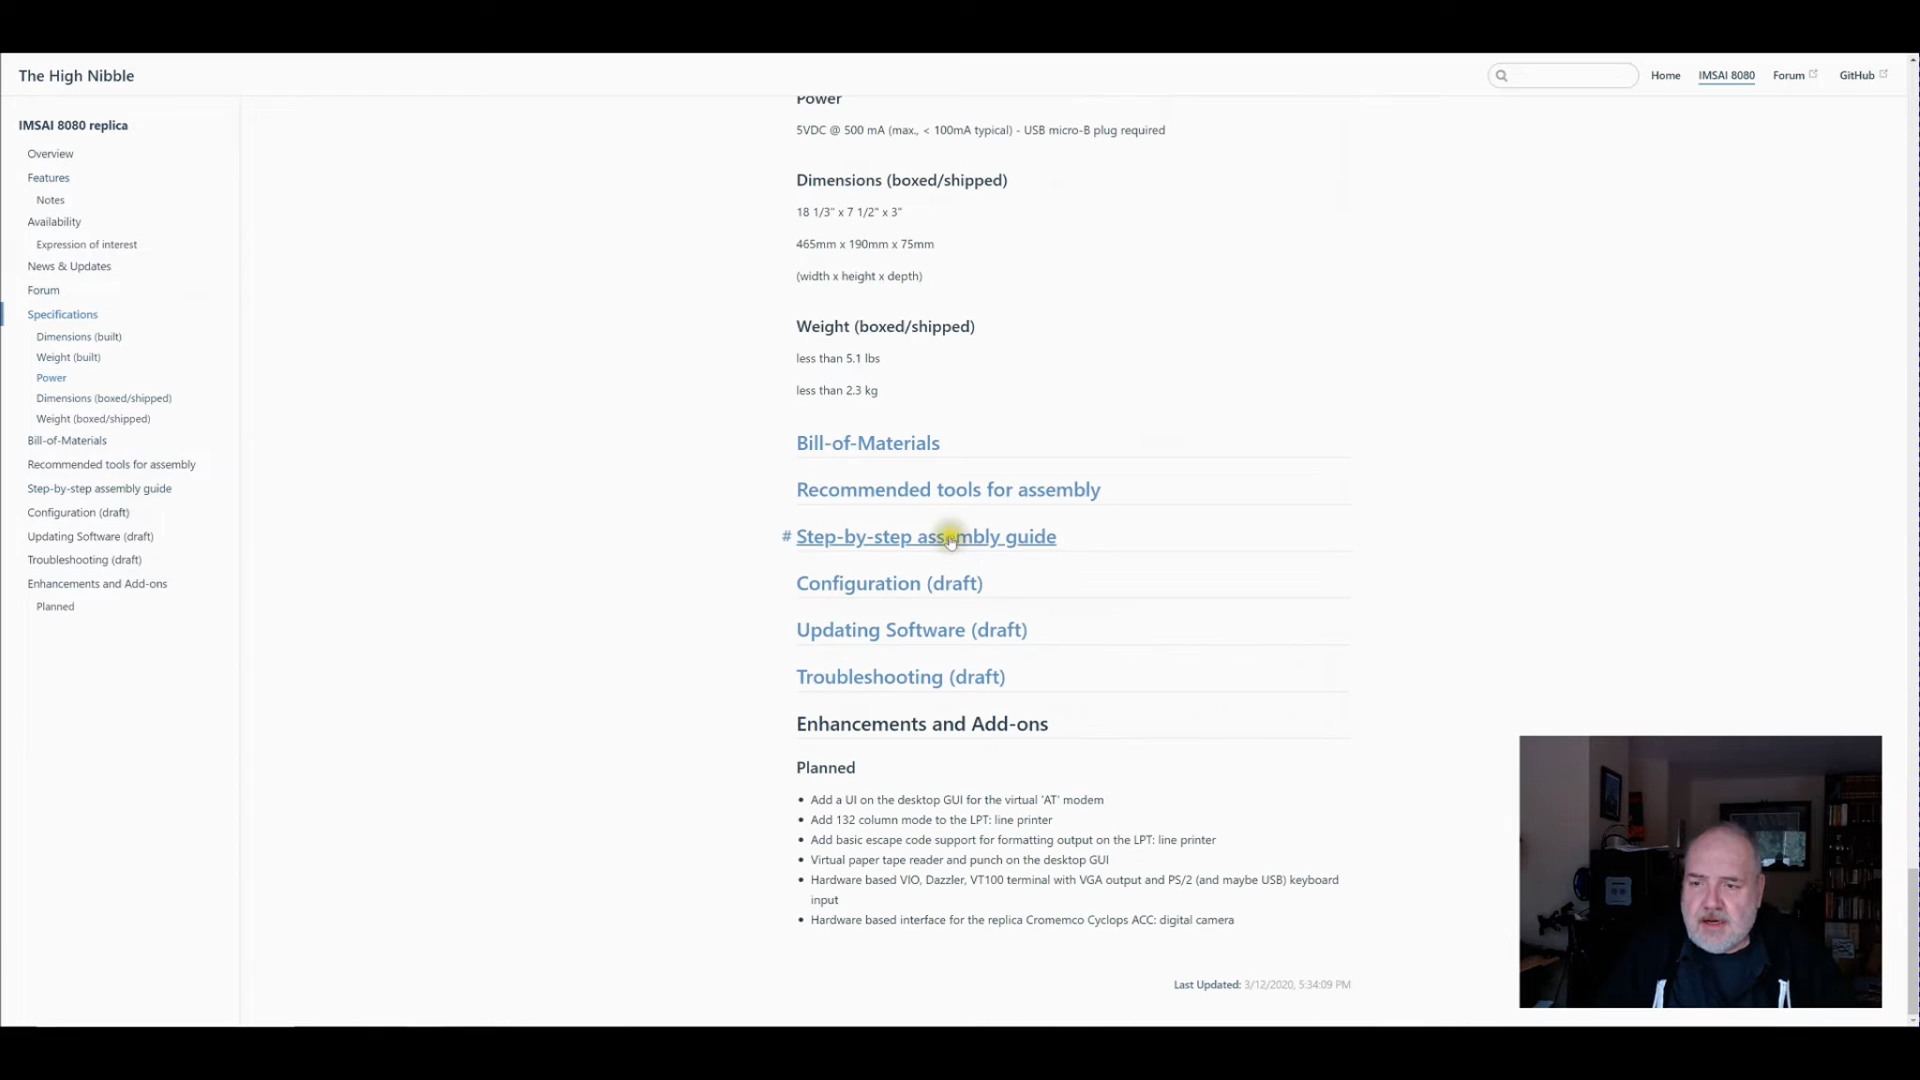 The High Nibble
Home
IMSAI 8080
Forum
GitHub
IMSAI 8080 replica
Overview
Features
Notes
Availability
Expression of interest
News & Updates
Forum
Specifications
Dimensions (built)
Weight (built)
Power
Dimensions (boxed/shipped)
Weight (boxed/shipped)
Bill-of-Materials
Recommended tools for assembly
Step-by-step assembly guide
Configuration (draft)
Updating Software (draft)
Troubleshooting (draft)
Enhancements and Add-ons
Planned
Power
5VDC @ 500 mA (max., < 100mA typical) - USB micro-B plug required
Dimensions (boxed/shipped)
18 1/3" x 7 1/2" x 3"
465mm x 190mm x 75mm
(width x height x depth)
Weight (boxed/shipped)
less than 5.1 lbs
less than 2.3 kg
Bill-of-Materials
Recommended tools for assembly
# Step-by-step assembly guide
Configuration (draft)
Updating Software (draft)
Troubleshooting (draft)
Enhancements and Add-ons
Planned
• Add a UI on the desktop GUI for the virtual 'AT' modem
• Add 132 column mode to the LPT: line printer
• Add basic escape code support for formatting output on the LPT: line printer
• Virtual paper tape reader and punch on the desktop GUI
• Hardware based VIO, Dazzler, VT100 terminal with VGA output and PS/2 (and maybe USB) keyboard
input
• Hardware based interface for the replica Cromemco Cyclops ACC: digital camera
Last Updated: 3/12/2020, 5:34:09 PM